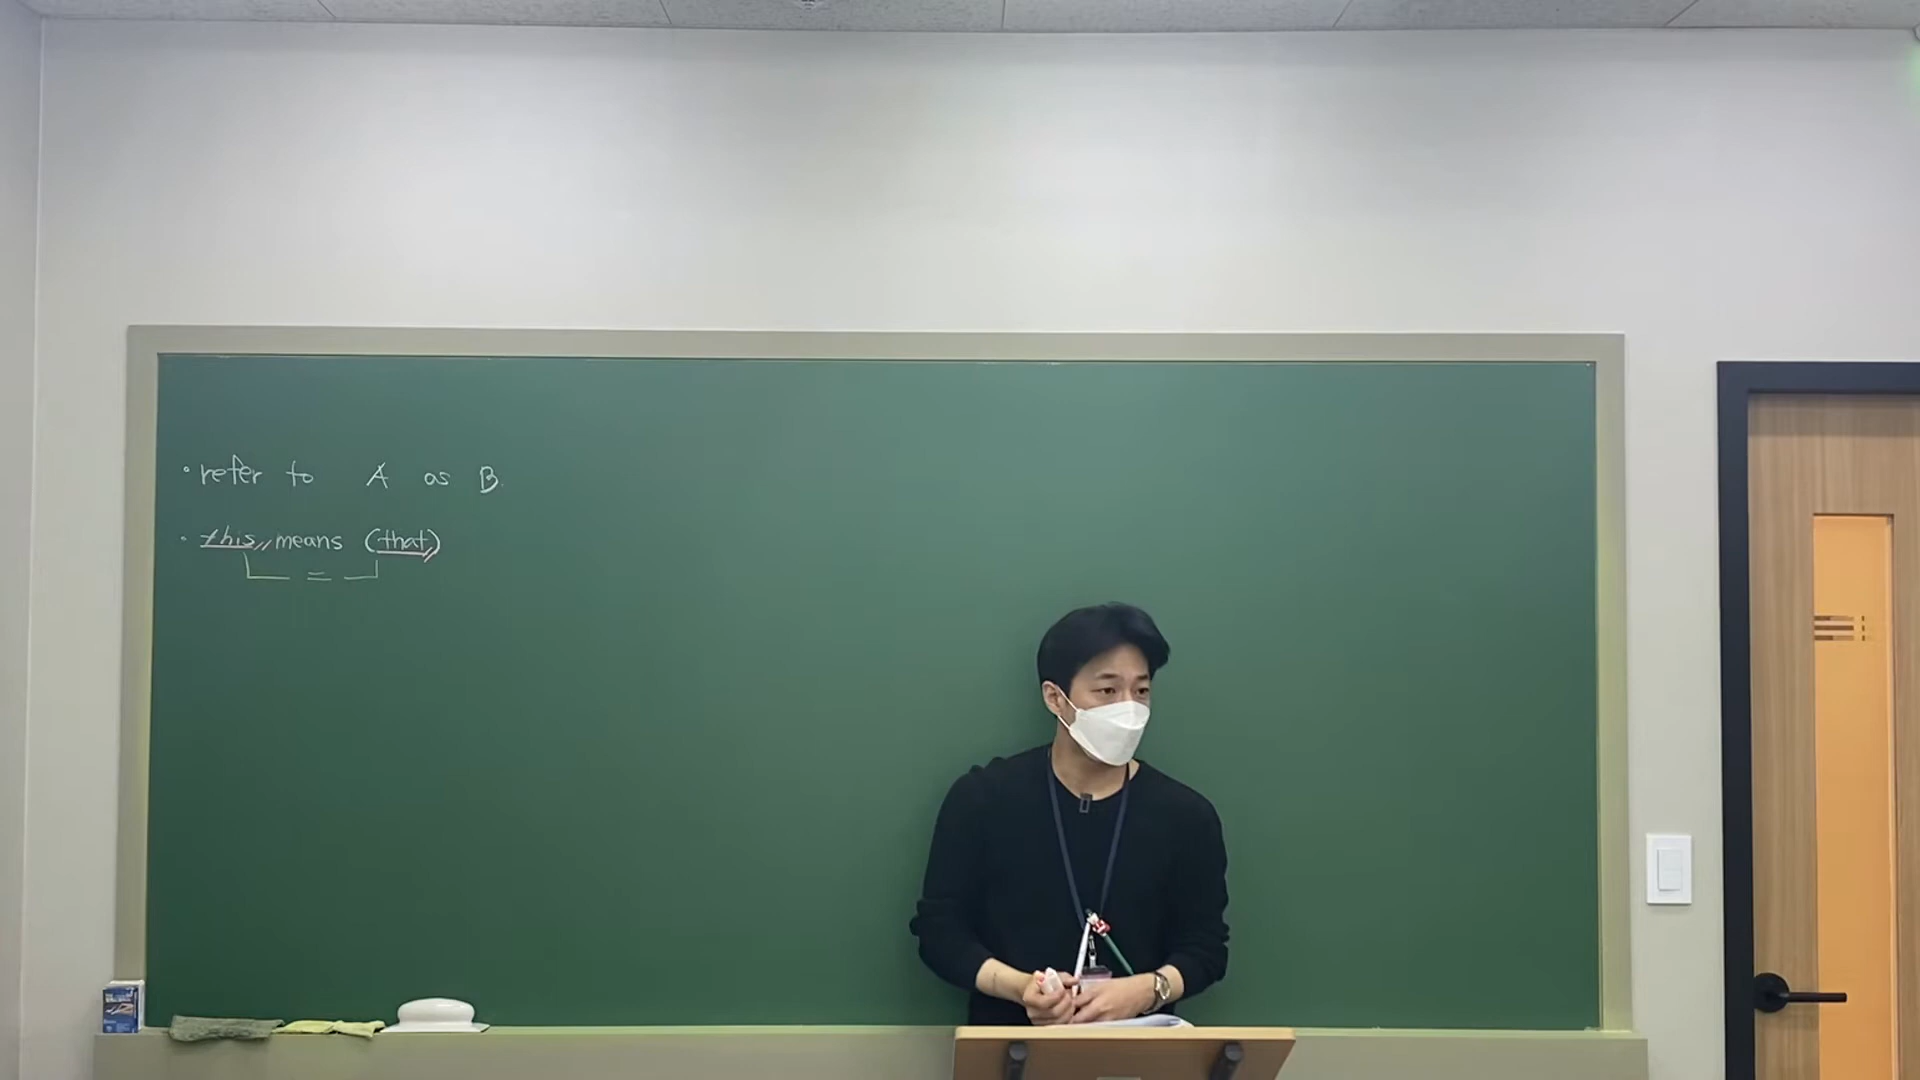 • refer to A as B.
• this means (that)
=